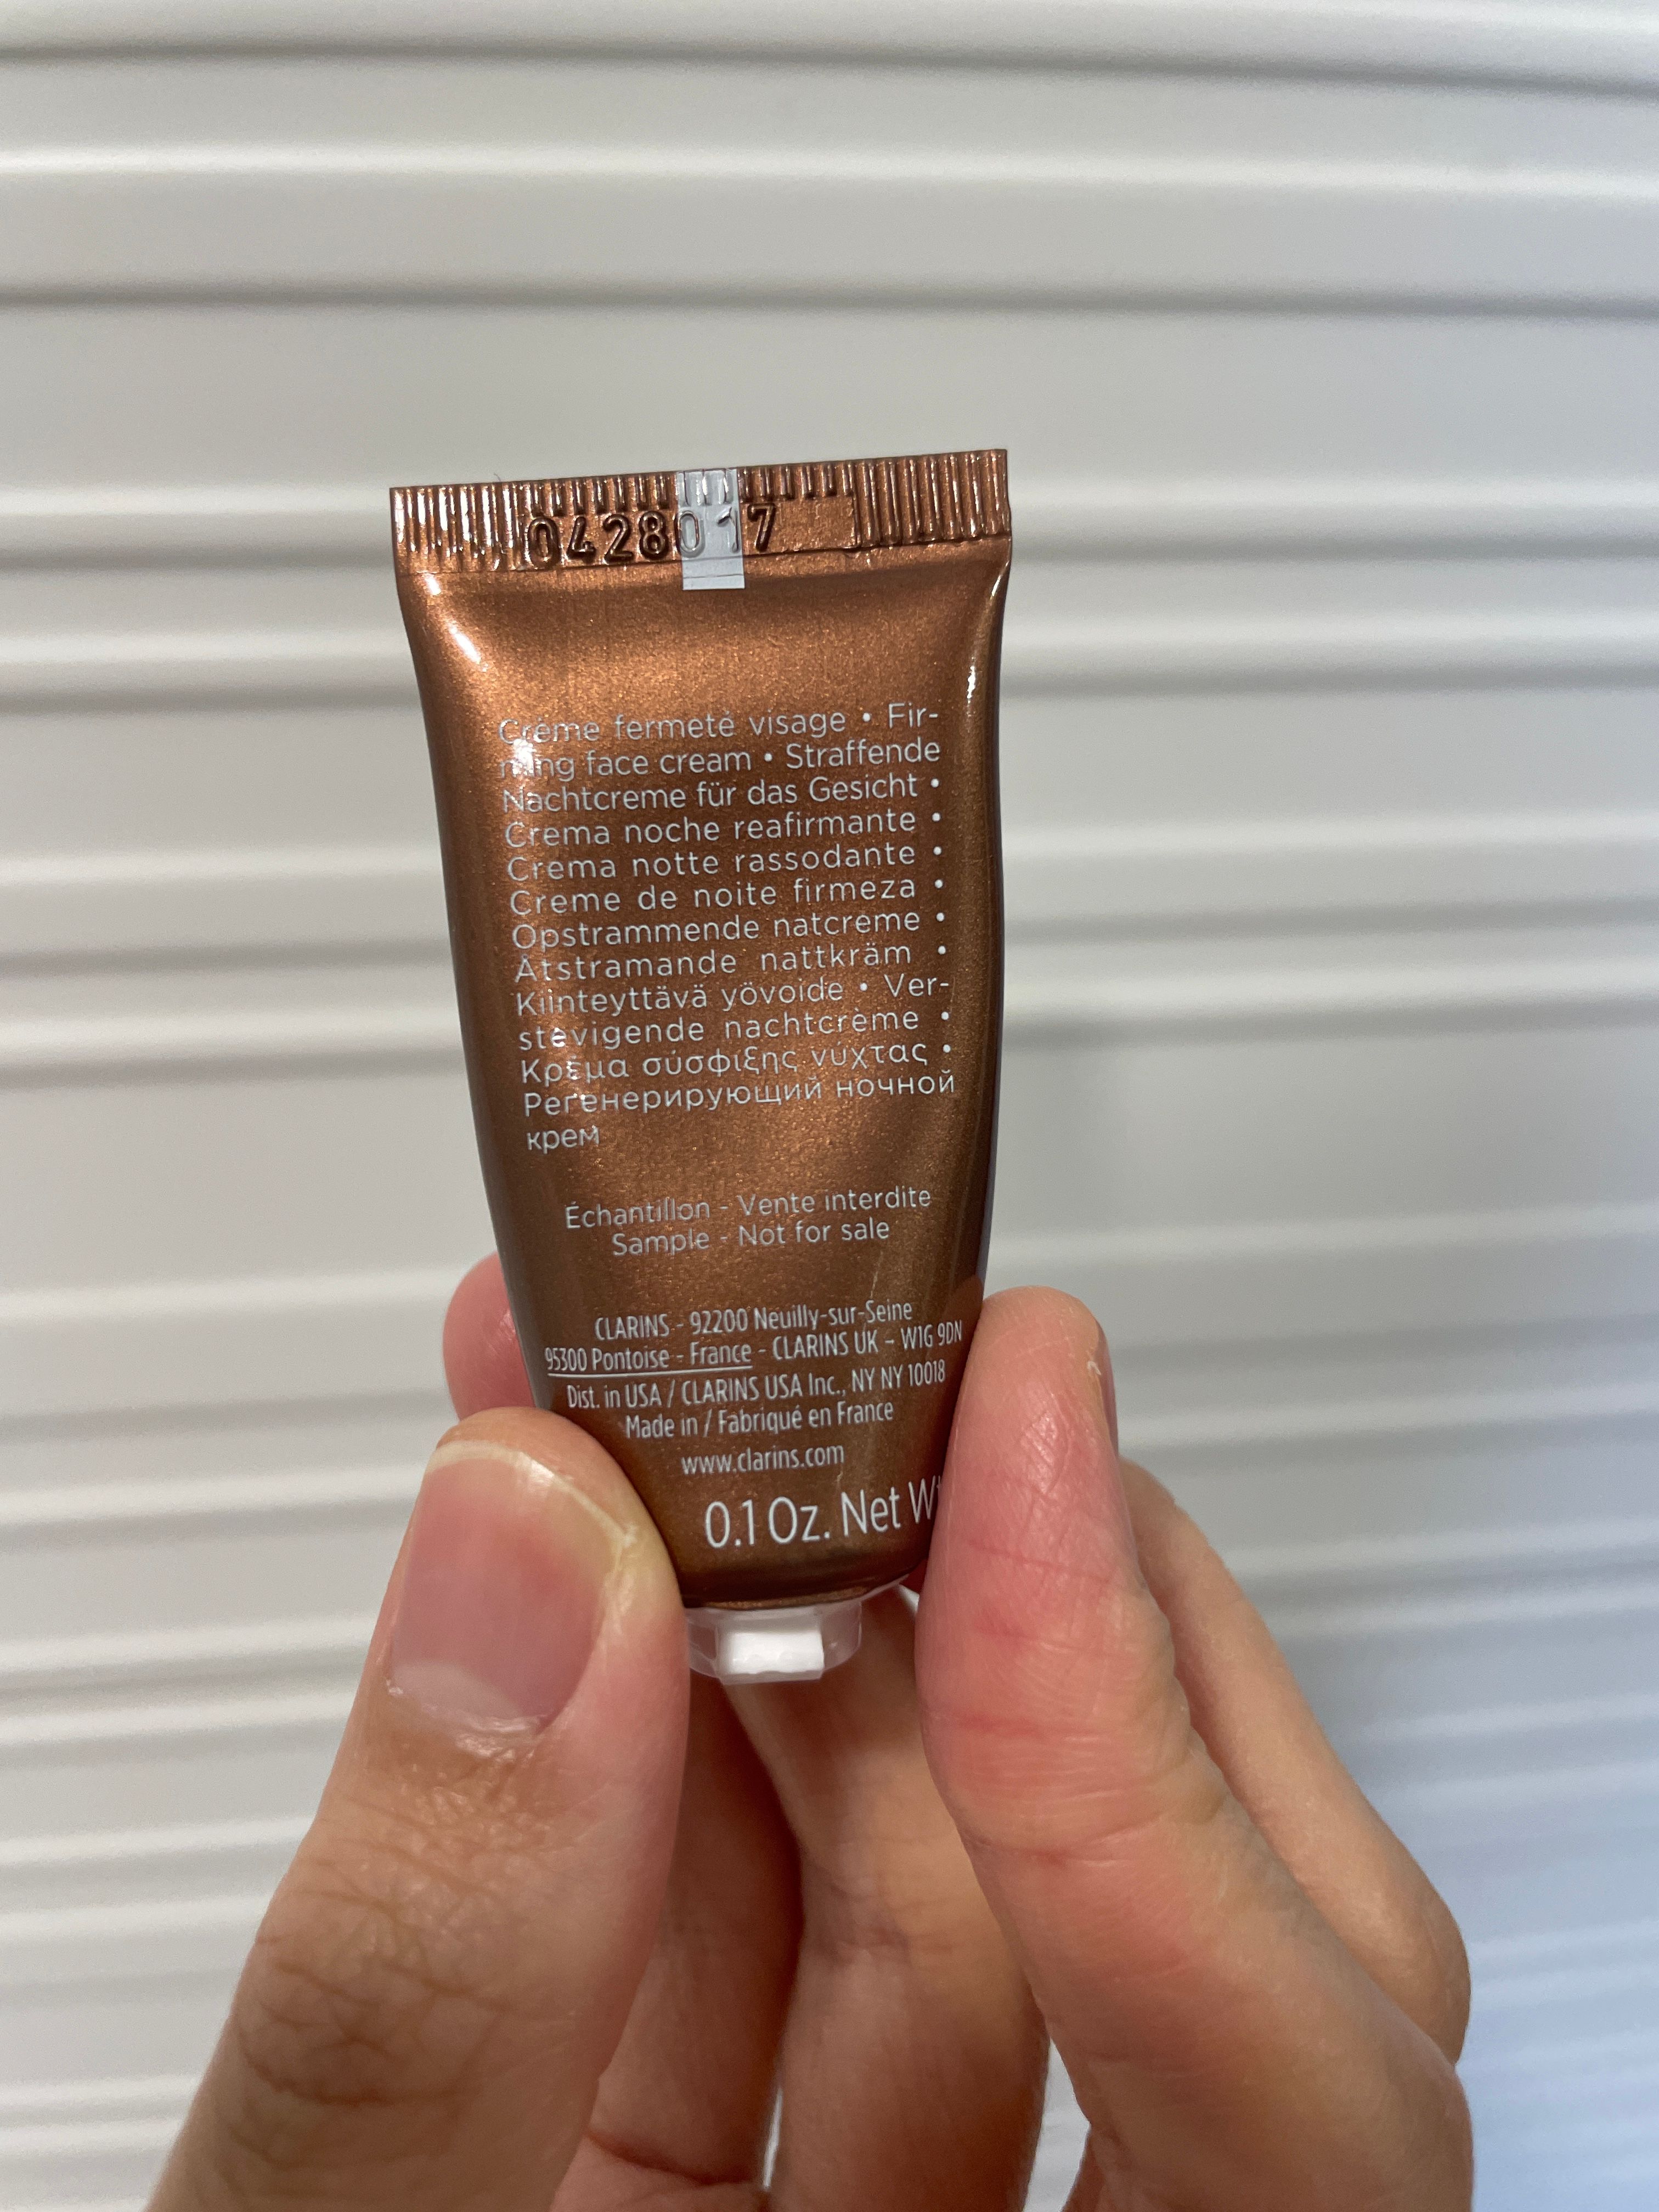 0428017
Crème fermeté visage • Fir-
ming face cream • Straffende
Nachtcreme für das Gesicht •
Crema noche reafirmante •
Crema notte rassodante •
Creme de noite firmeza •
Opstrammende natcreme •
Åtstramande nattkräm •
Kiinteyttävä yövoide • Ver-
stevigende nachtcrème •
Κρέμα σύσφιξης νύχτας •
Регенерирующий ночной
крем
Échantillon - Vente interdite
Sample - Not for sale
CLARINS - 92200 Neuilly-sur-Seine
95300 Pontoise - France - CLARINS UK - W1G 9DN
Dist. in USA / CLARINS USA Inc., NY NY 10018
Made in / Fabriqué en France
www.clarins.com
0.1 Oz. Net